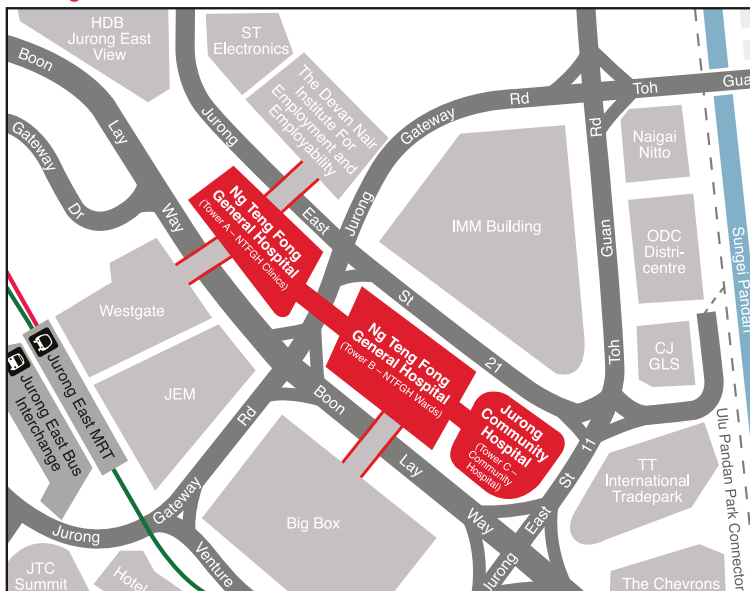 HDB
Jurong East
View
ST
Electronics
The Devan Nair
Institute For
Employment and
Employability
Boon
Lay
Way
Gateway
Dr
Jurong
East
St
21
Jurong
Gateway
Rd
Toh
Gua
Rd
Guan
Toh
Naigai
Nitto
ODC
Distri-
centre
CJ
GLS
Sungei Pandan
Ulu Pandan Park Connector
IMM Building
Ng Teng Fong
General Hospital
(Tower A – NTFGH Clinics)
Ng Teng Fong
General Hospital
(Tower B – NTFGH Wards)
Jurong
Community
Hospital
(Tower C –
Community
Hospital)
Westgate
JEM
Jurong East MRT
Jurong East Bus
Interchange
Boon
Lay
Way
Jurong
Gateway
Rd
Venture
Big Box
Jurong
East
St
11
TT
International
Tradepark
The Chevrons
JTC
Summit
Hotel